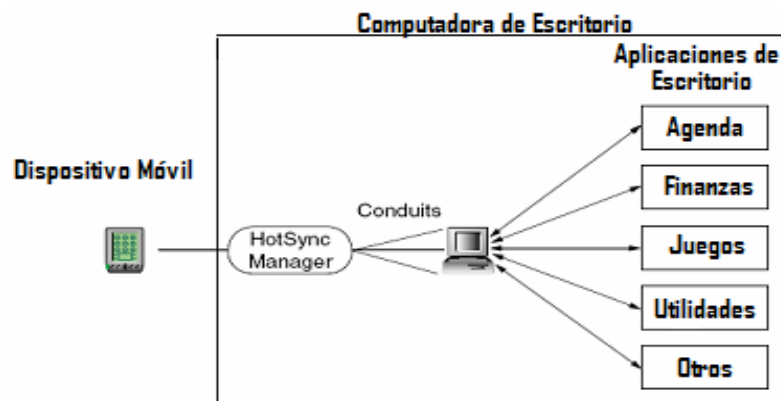 Computadora de Escritorio
Aplicaciones de
Escritorio
Agenda
Dispositivo Móvil
Finanzas
Conduits
HotSync
Manager
Juegos
Utilidades
Otros